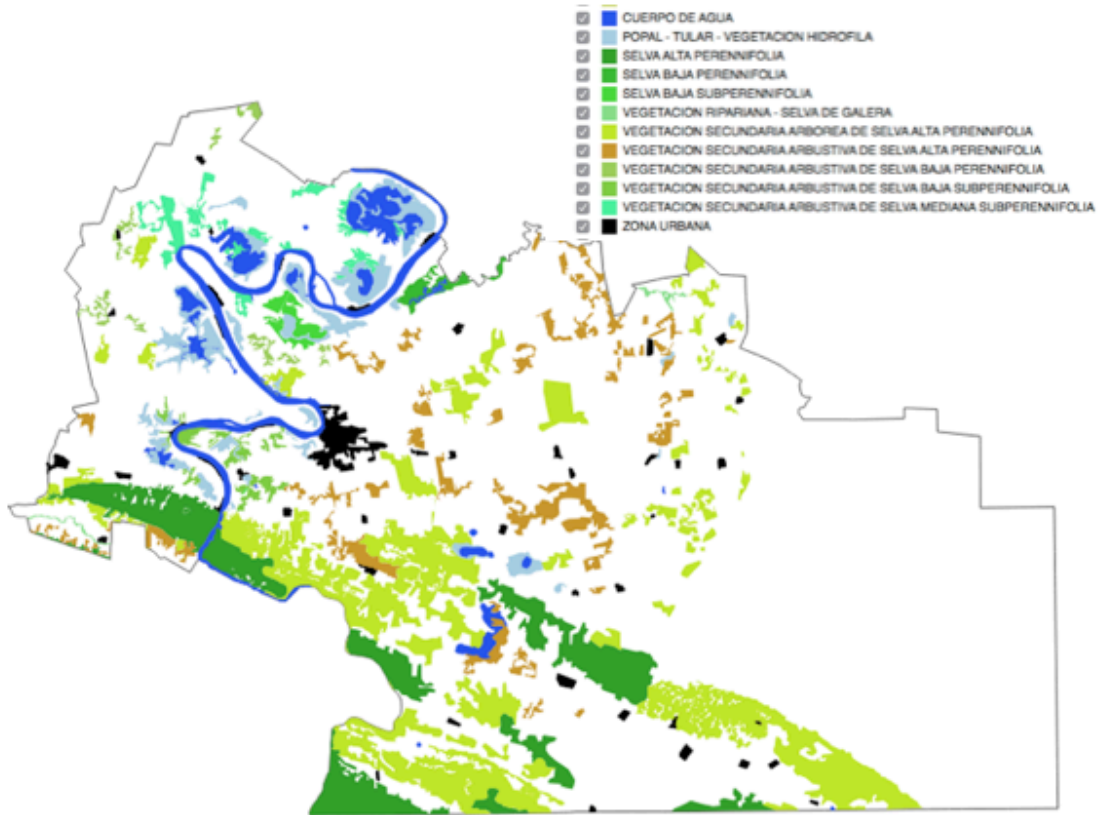 CUERPO DE AGUA
POPAL - TULAR - VEGETACION HIDROFILA
SELVA ALTA PERENNIFOLIA
SELVA BAJA PERENNIFOLIA
SELVA BAJA SUBPERENNIFOLIA
VEGETACION RIPARIANA - SELVA DE GALERA
VEGETACION SECUNDARIA ARBOREA DE SELVA ALTA PERENNIFOLIA
VEGETACION SECUNDARIA ARBUSTIVA DE SELVA ALTA PERENNIFOLIA
VEGETACION SECUNDARIA ARBUSTIVA DE SELVA BAJA PERENNIFOLIA
VEGETACION SECUNDARIA ARBUSTIVA DE SELVA BAJA SUBPERENNIFOLIA
VEGETACION SECUNDARIA ARBUSTIVA DE SELVA MEDIANA SUBPERENNIFOLIA
ZONA URBANA